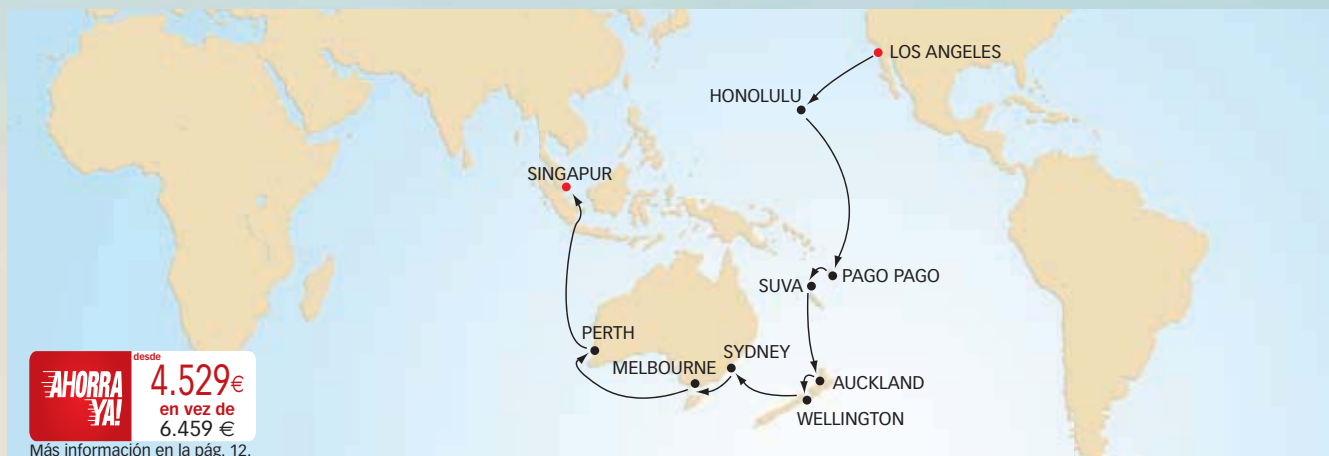 LOS ANGELES
HONOLULU
SINGAPUR
PAGO PAGO
SUVA
PERTH
SYDNEY
MELBOURNE
AUCKLAND
WELLINGTON
AHORRA
YA!
desde
4.529€
en vez de
6.459 €
Más información en la pág. 12.